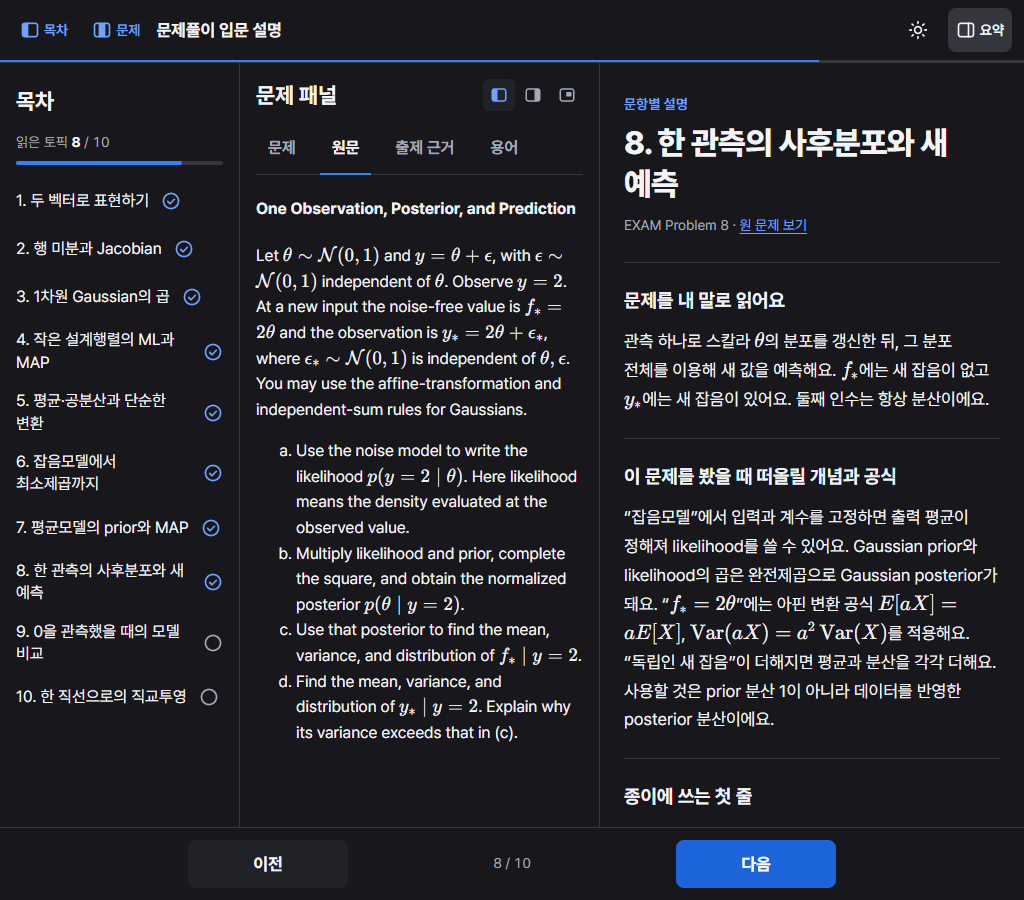 목차
문제
문제풀이 입문 설명
요약
목차
읽은 토픽 8 / 10
1. 두 벡터로 표현하기
2. 행 미분과 Jacobian
3. 1차원 Gaussian의 곱
4. 작은 설계행렬의 ML과
MAP
5. 평균·공분산과 단순한
변환
6. 잡음모델에서
최소제곱까지
7. 평균모델의 prior와 MAP
8. 한 관측의 사후분포와 새
예측
9. 0을 관측했을 때의 모델
비교
10. 한 직선으로의 직교투영
문제 패널
문제 원문 출제 근거 용어
One Observation, Posterior, and Prediction
Let θ ∼ 𝒩(0, 1) and y = θ + ϵ, with ϵ ∼
𝒩(0, 1) independent of θ. Observe y = 2.
At a new input the noise-free value is f∗ =
2θ and the observation is y∗ = 2θ + ϵ∗,
where ϵ∗ ∼ 𝒩(0, 1) is independent of θ, ϵ.
You may use the affine-transformation and
independent-sum rules for Gaussians.
a. Use the noise model to write the
likelihood p(y = 2 | θ). Here likelihood
means the density evaluated at the
observed value.
b. Multiply likelihood and prior, complete
the square, and obtain the normalized
posterior p(θ | y = 2).
c. Use that posterior to find the mean,
variance, and distribution of f∗ | y = 2.
d. Find the mean, variance, and
distribution of y∗ | y = 2. Explain why
its variance exceeds that in (c).
문항별 설명
8. 한 관측의 사후분포와 새
예측
EXAM Problem 8 · 원 문제 보기
문제를 내 말로 읽어요
관측 하나로 스칼라 θ의 분포를 갱신한 뒤, 그 분포
전체를 이용해 새 값을 예측해요. f∗에는 새 잡음이 없고
y∗에는 새 잡음이 있어요. 둘째 인수는 항상 분산이에요.
이 문제를 봤을 때 떠올릴 개념과 공식
“잡음모델”에서 입력과 계수를 고정하면 출력 평균이
정해져 likelihood를 쓸 수 있어요. Gaussian prior와
likelihood의 곱은 완전제곱으로 Gaussian posterior가
돼요. “f∗ = 2θ”에는 아핀 변환 공식 E[aX] =
aE[X], Var(aX) = a² Var(X)를 적용해요.
“독립인 새 잡음”이 더해지면 평균과 분산을 각각 더해요.
사용할 것은 prior 분산 1이 아니라 데이터를 반영한
posterior 분산이에요.
종이에 쓰는 첫 줄
이전
8 / 10
다음